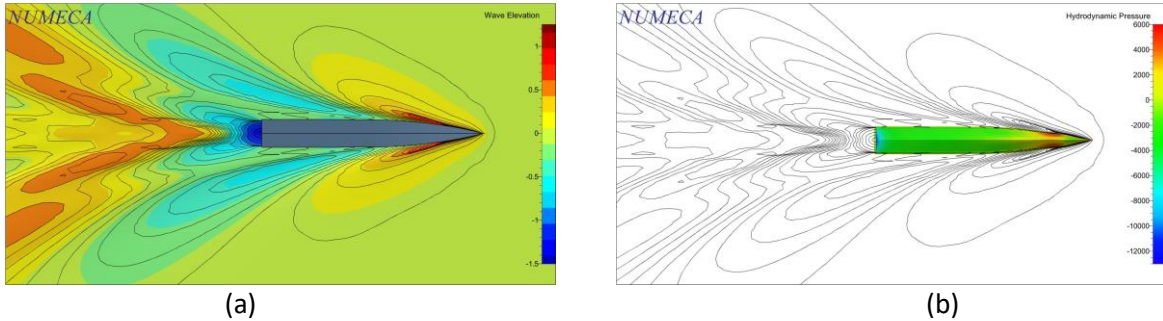 NUMECA
Wave Elevation
1
0.5
0
-0.5
-1
-1.5
(a)
NUMECA
Hydrodynamic Pressure
6000
4000
2000
0
-2000
-4000
-6000
-8000
-10000
-12000
(b)